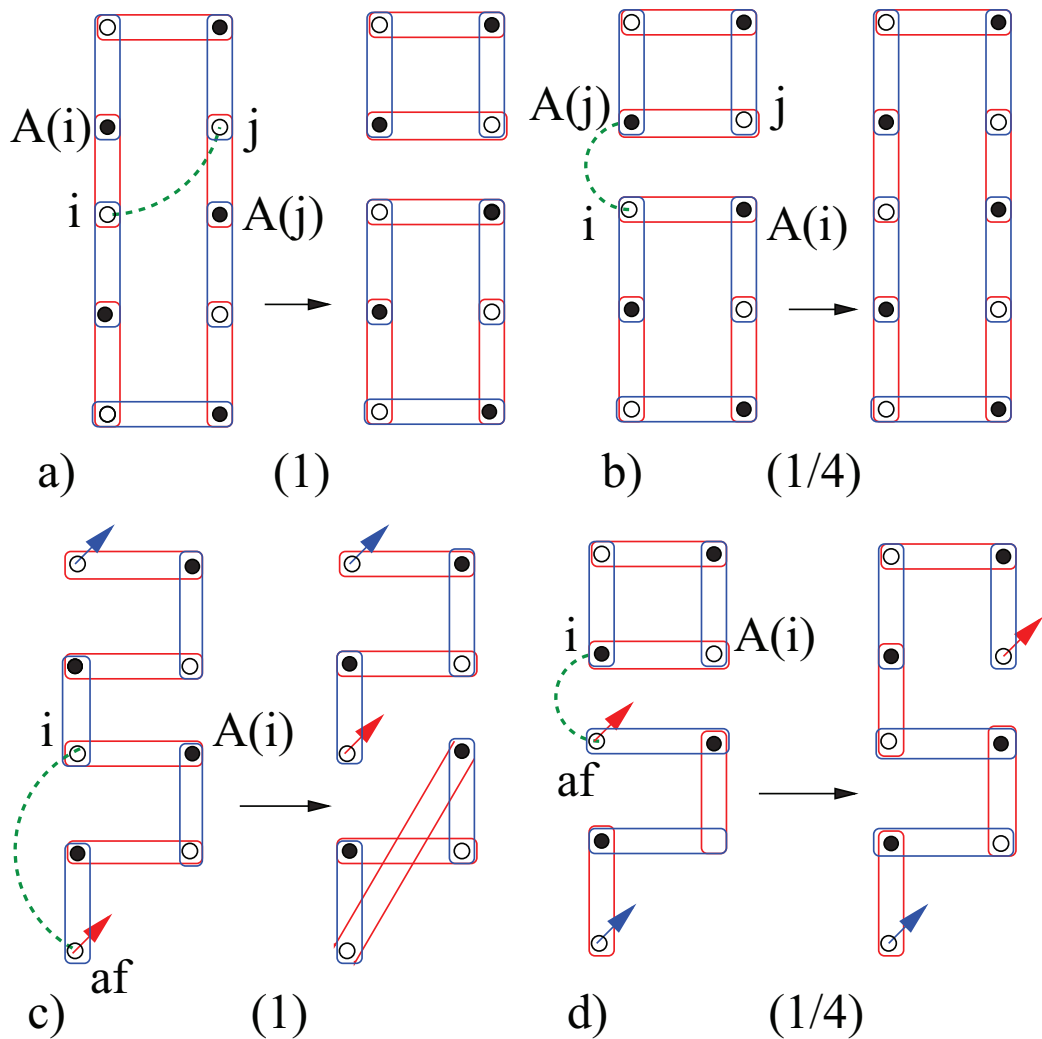 A(i) j A(j) j
i A(j) i A(i)
a) (1) b) (1/4)
i A(i) i A(i)
af af
c) (1) d) (1/4)